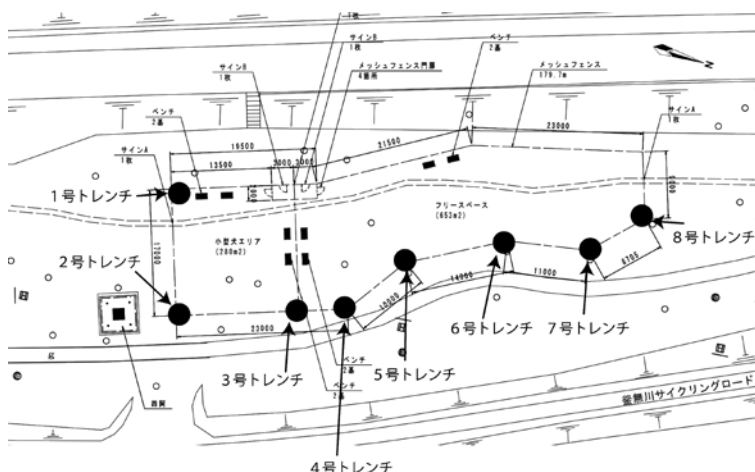 1枚
サインB
1枚
サインB
1枚
メッシュフェンス門扉
4箇所
ベンチ
2基
メッシュフェンス
179.7m
N
ベンチ
2基
サインA
1枚
19500
13500
3000
21500
23000
サインA
1枚
1号トレンチ
17000
フリースペース
(653m2)
小型犬エリア
(280m2)
8号トレンチ
8705
2号トレンチ
14000
11000
10000
23000
6号トレンチ
7号トレンチ
5号トレンチ
3号トレンチ
ベンチ
2基
ベンチ
2基
四阿
釜無川サイクリングロード
4号トレンチ